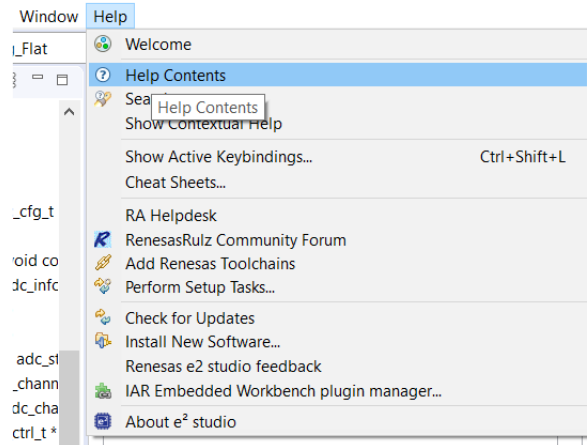 Window Help
_Flat
Welcome
Help Contents
Help Contents
Show Contextual Help
Show Active Keybindings... Ctrl+Shift+L
Cheat Sheets...
_cfg_t
RA Helpdesk
RenesasRulz Community Forum
void co
Add Renesas Toolchains
dc_info
Perform Setup Tasks...
Check for Updates
Install New Software...
adc_st
Renesas e2 studio feedback
_chann
IAR Embedded Workbench plugin manager...
dc_cha
About e² studio
ctrl_t *